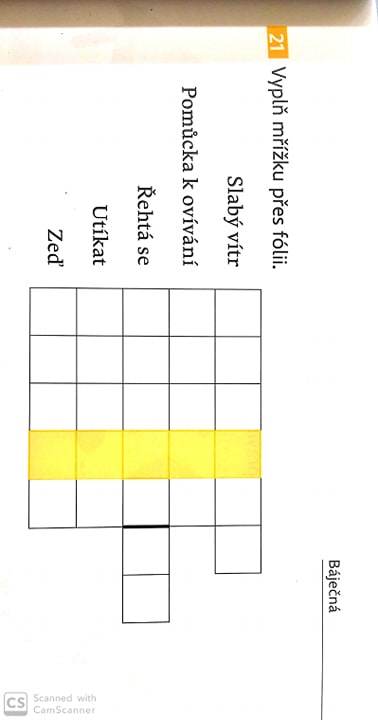 Báječná
21 Vyplň mřížku přes fólii.
Slabý vítr
Pomůcka k ovívání
Řehtá se
Utíkat
Zeď
CS Scanned with
CamScanner